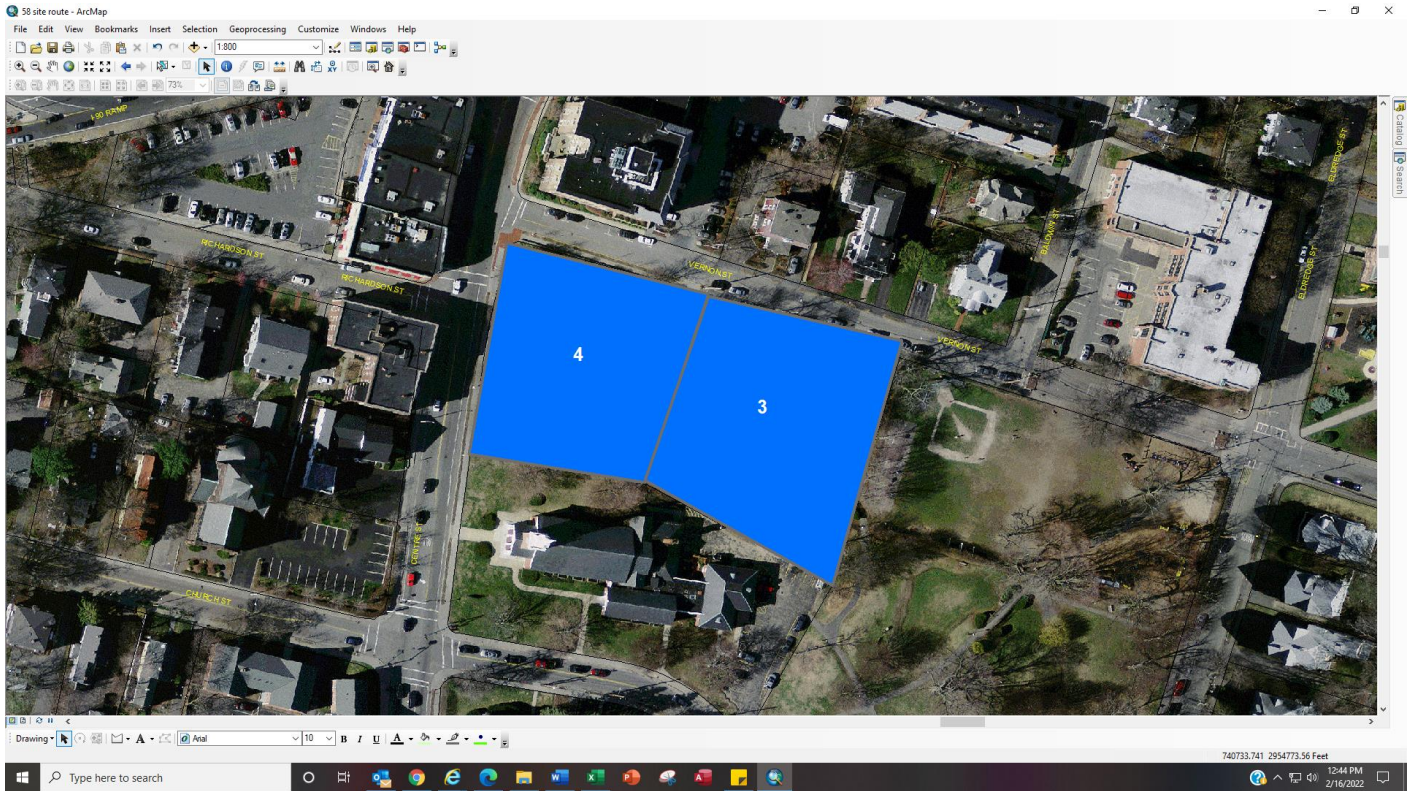 58 site route - ArcMap
File Edit View Bookmarks Insert Selection Geoprocessing Customize Windows Help
1:800
73%
I-90 RAMP
Catalog
Search
ELDREDGE ST
RICHARDSON ST
BALDWIN ST
VERNON ST
ELDREDGE ST
RICHARDSON ST
VERNON ST
4
3
CENTRE ST
CHURCH ST
Drawing
Arial
10
B I U A
740733.741 2954773.56 Feet
Type here to search
12:44 PM
2/16/2022